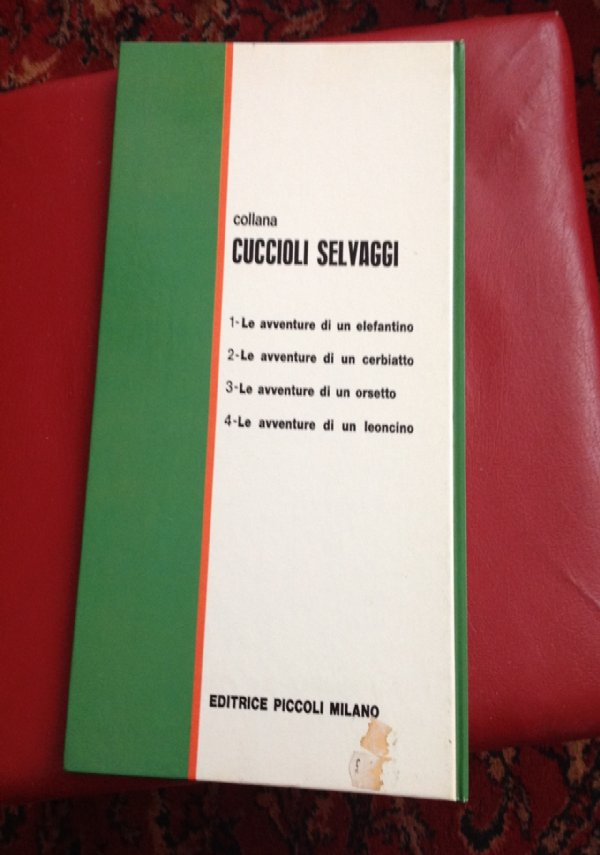 collana
CUCCIOLI SELVAGGI
1-Le avventure di un elefantino
2-Le avventure di un cerbiatto
3-Le avventure di un orsetto
4-Le avventure di un leoncino
EDITRICE PICCOLI MILANO